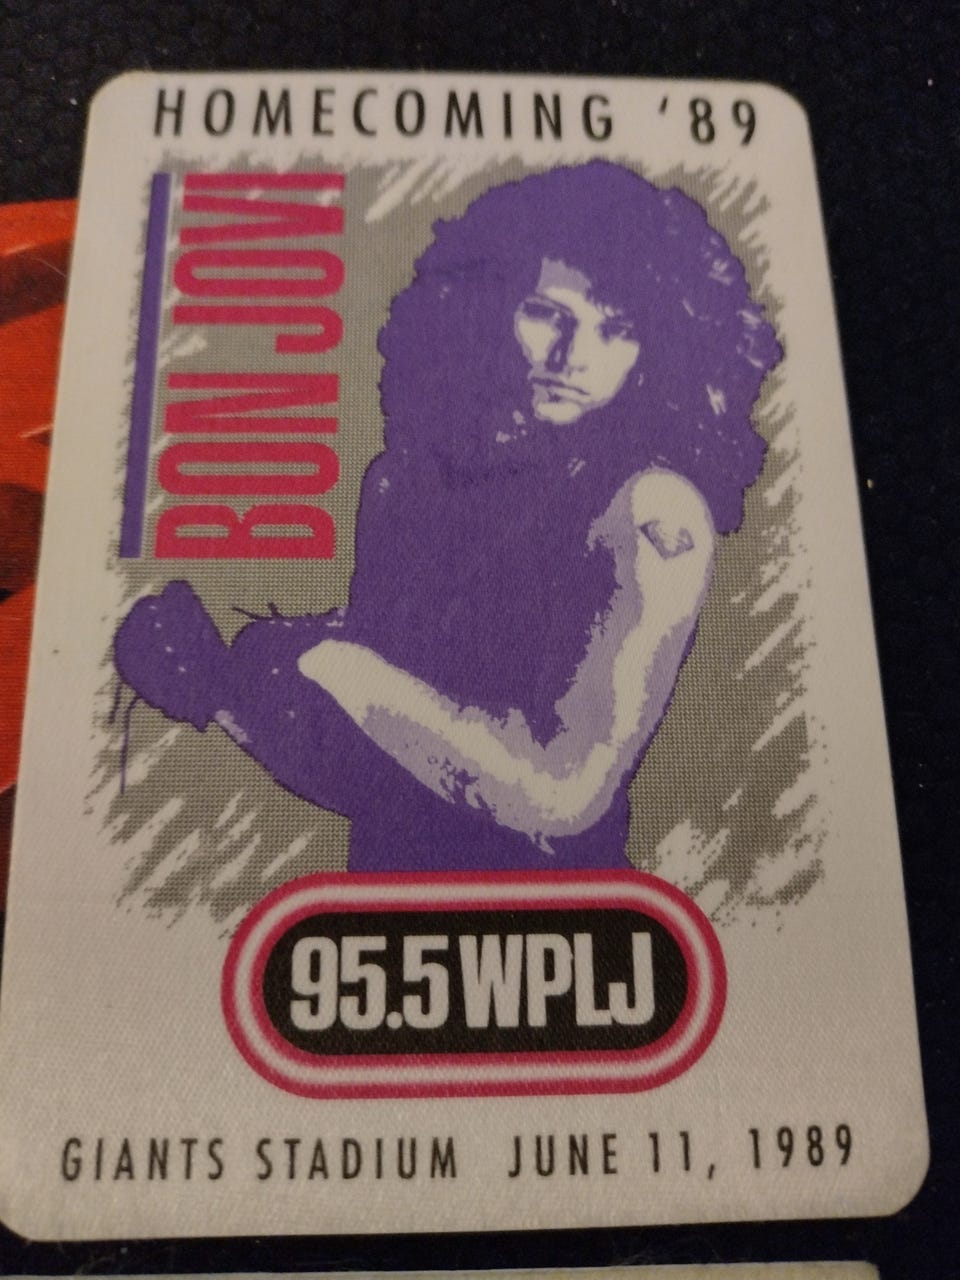 HOMECOMING '89
BON JOVI
95.5 WPLJ
GIANTS STADIUM JUNE 11, 1989